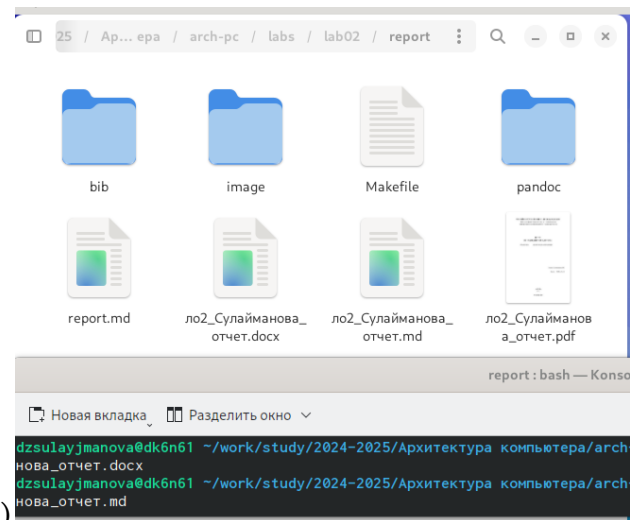 25 / Ар... ера / arch-pc / labs / lab02 / report
bib
image
Makefile
pandoc
report.md
ло2_Сулайманова_
отчет.docx
ло2_Сулайманова_
отчет.md
ло2_Сулайманов
а_отчет.pdf
report : bash — Konso
Новая вкладка
Разделить окно
dzsulayjmanova@dk6n61 ~/work/study/2024-2025/Архитектура компьютера/arch-
нова_отчет.docx
dzsulayjmanova@dk6n61 ~/work/study/2024-2025/Архитектура компьютера/arch-
)нова_отчет.md